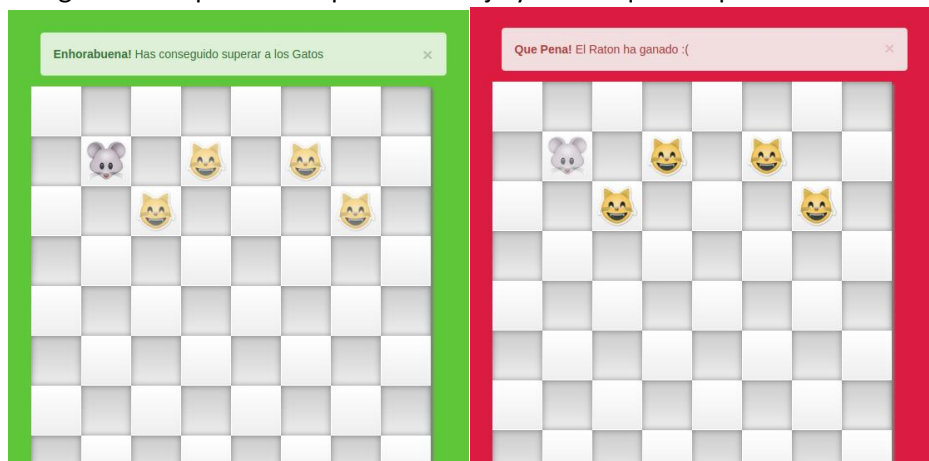 Enhorabuena! Has conseguido superar a los Gatos ×
Que Pena! El Raton ha ganado :( ×